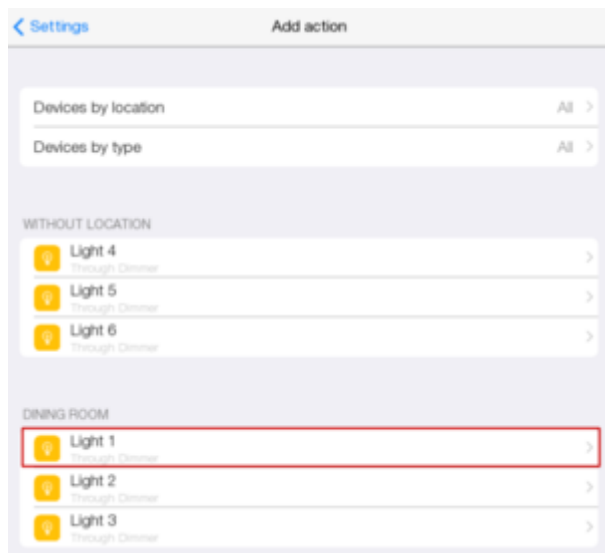 Settings
Add action
Devices by location All
Devices by type All
WITHOUT LOCATION
Light 4
Through Dimmer
Light 5
Through Dimmer
Light 6
Through Dimmer
DINING ROOM
Light 1
Through Dimmer
Light 2
Through Dimmer
Light 3
Through Dimmer